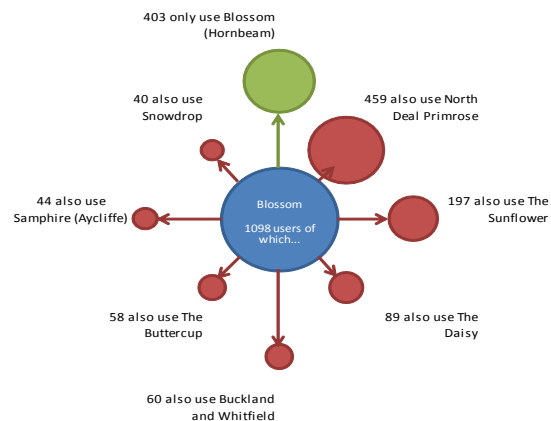 403 only use Blossom
(Hornbeam)
40 also use
Snowdrop
459 also use North
Deal Primrose
44 also use
Samphire (Aycliffe)
Blossom
1098 users of
which...
197 also use The
Sunflower
58 also use The
Buttercup
89 also use The
Daisy
60 also use Buckland
and Whitfield